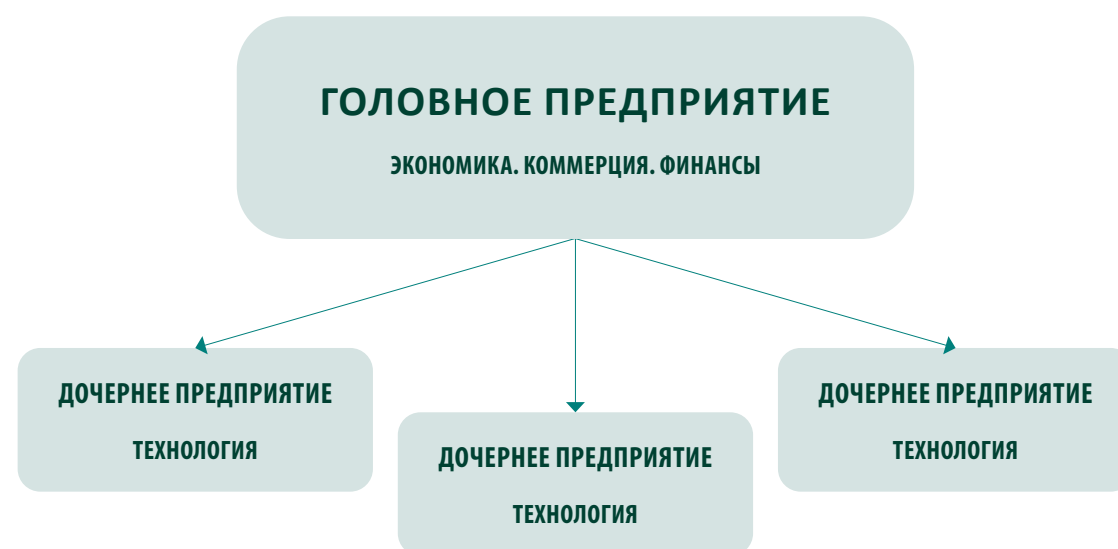 ГОЛОВНОЕ ПРЕДПРИЯТИЕ
ЭКОНОМИКА. КОММЕРЦИЯ. ФИНАНСЫ
ДОЧЕРНЕЕ ПРЕДПРИЯТИЕ
ТЕХНОЛОГИЯ
ДОЧЕРНЕЕ ПРЕДПРИЯТИЕ
ТЕХНОЛОГИЯ
ДОЧЕРНЕЕ ПРЕДПРИЯТИЕ
ТЕХНОЛОГИЯ